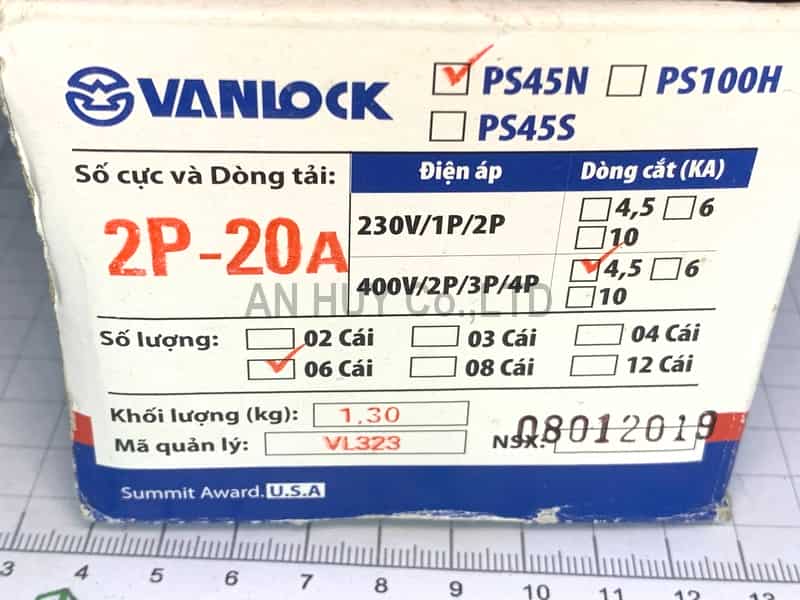 VANLOCK
PS45N PS100H
PS45S
Số cực và Dòng tải:
2P-20A
Điện áp Dòng cắt (KA)
230V/1P/2P 4,5 6
10
400V/2P/3P/4P 4,5 6
10
AN HUY Co.,LTD
Số lượng: 02 Cái 03 Cái 04 Cái
06 Cái 08 Cái 12 Cái
Khối lượng (kg): 1.30
Mã quản lý: VL323 NSX: 08012019
Summit Award. U.S.A
3 4 5 6 7 8 9 10 11 12 13